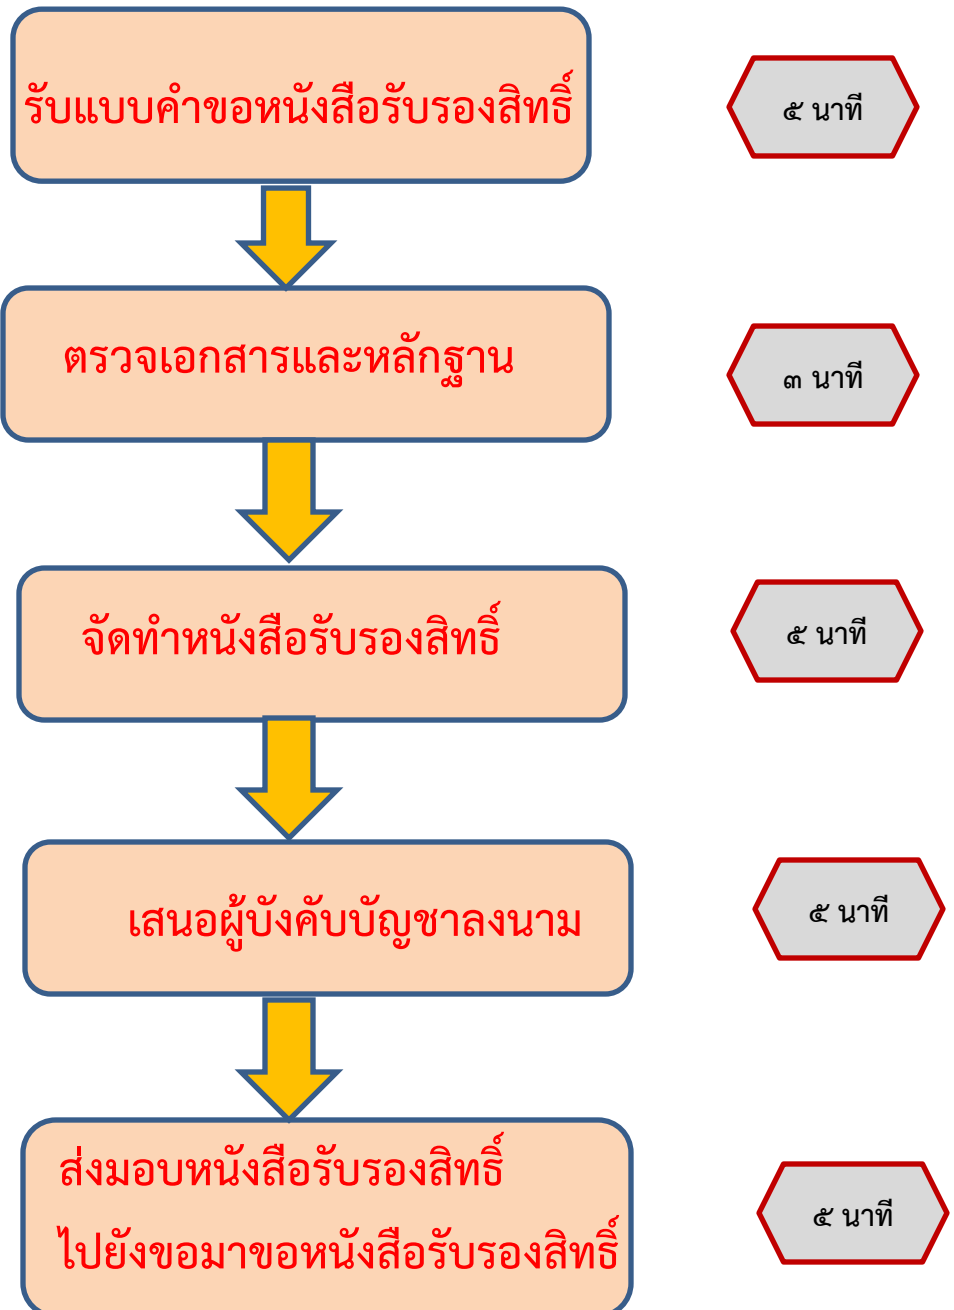 รับแบบคำขอหนังสือรับรองสิทธิ์
๕ นาที
ตรวจเอกสารและหลักฐาน
๓ นาที
จัดทำหนังสือรับรองสิทธิ์
๕ นาที
เสนอผู้บังคับบัญชาลงนาม
๕ นาที
ส่งมอบหนังสือรับรองสิทธิ์
ไปยังขอมาขอหนังสือรับรองสิทธิ์
๕ นาที